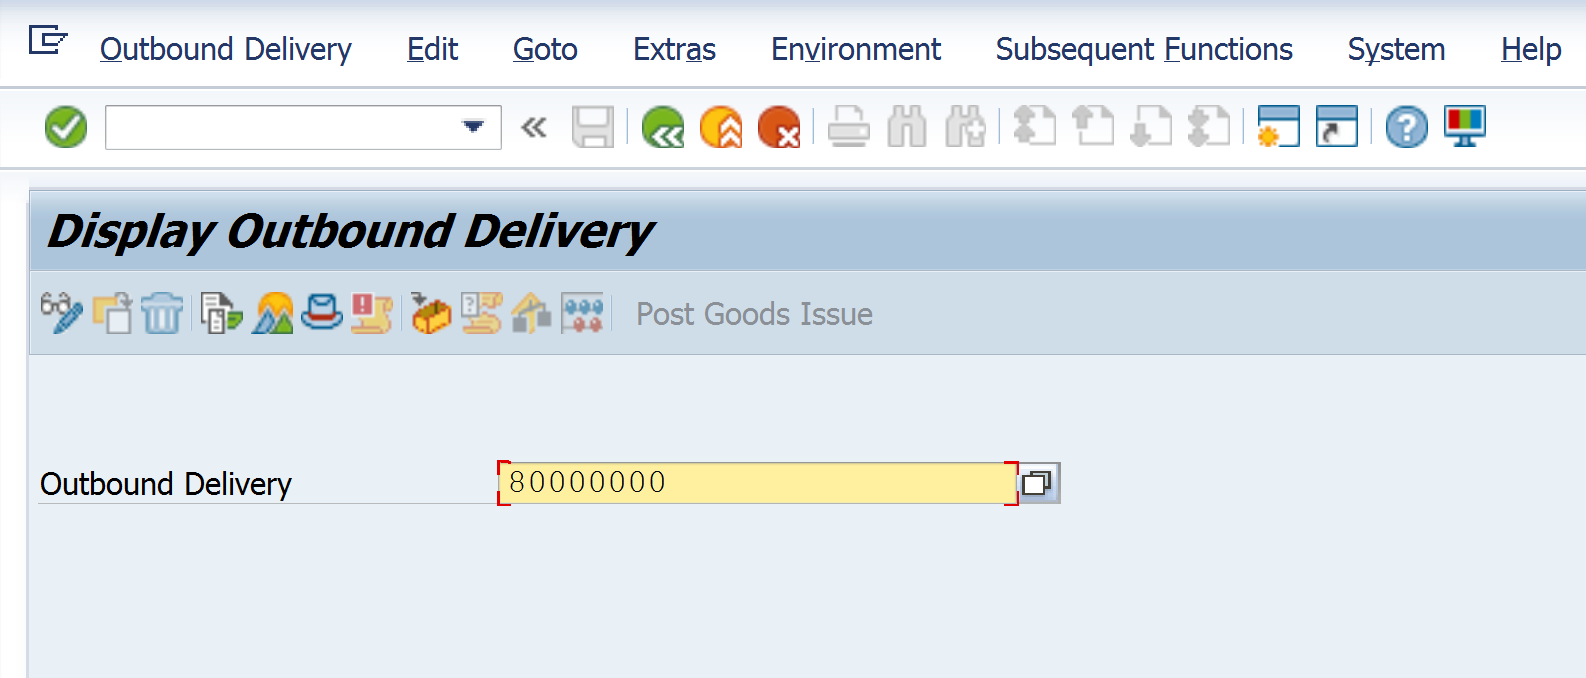 Outbound Delivery Edit Goto Extras Environment Subsequent Functions System Help
Display Outbound Delivery
Post Goods Issue
Outbound Delivery 80000000